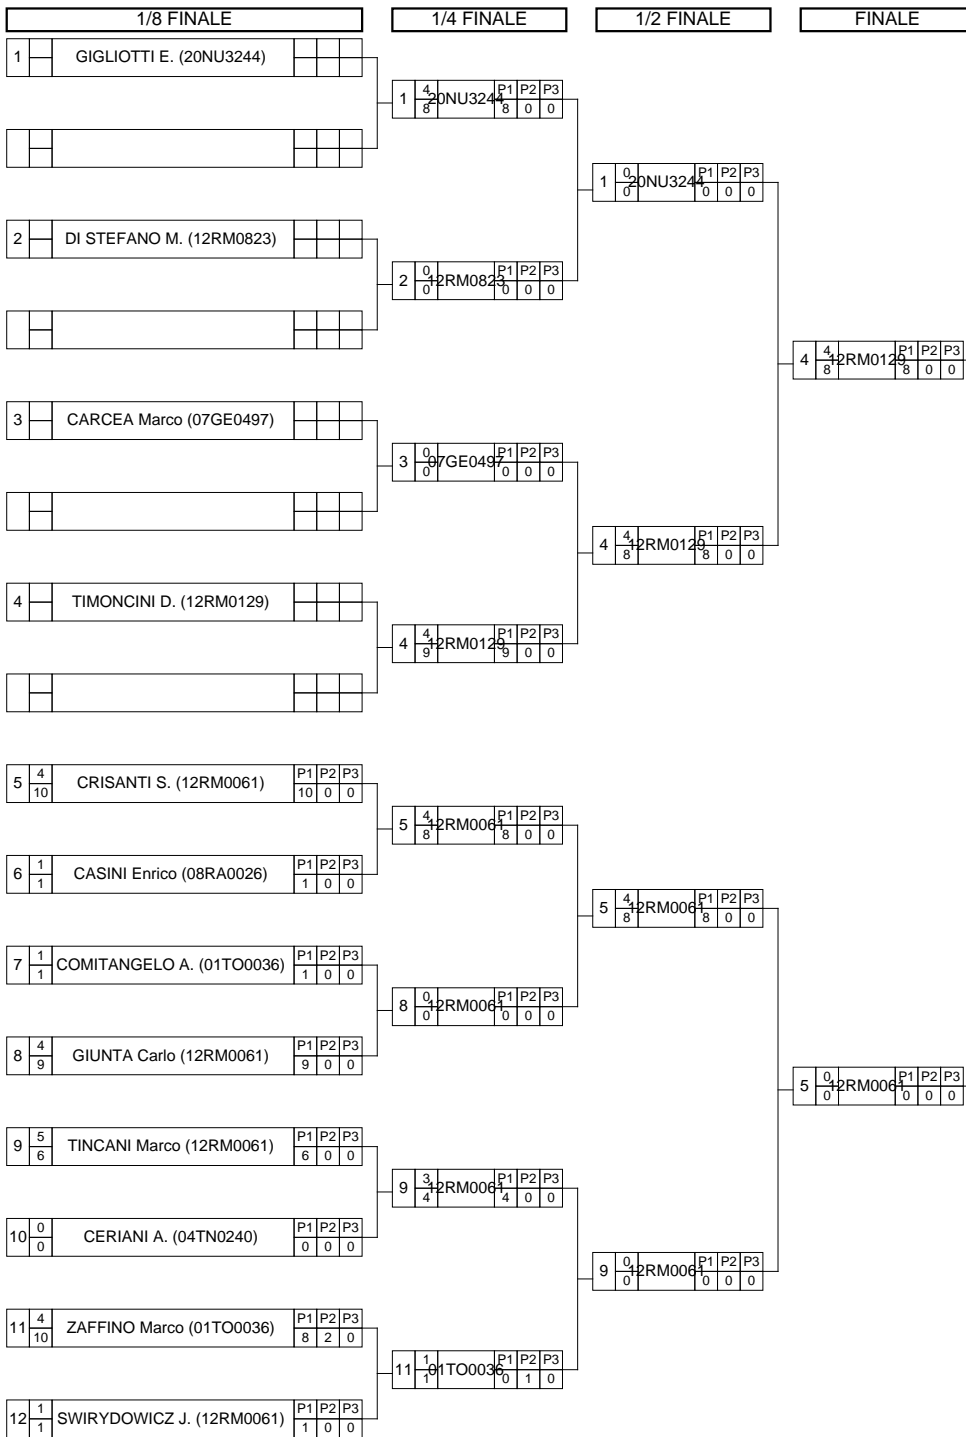 1/8 FINALE
1/4 FINALE
1/2 FINALE
FINALE
1 GIGLIOTTI E. (20NU3244)
2 DI STEFANO M. (12RM0823)
3 CARCEA Marco (07GE0497)
4 TIMONCINI D. (12RM0129)
5 4 10 CRISANTI S. (12RM0061) P1 P2 P3 10 0 0
6 1 1 CASINI Enrico (08RA0026) P1 P2 P3 1 0 0
7 1 1 COMITANGELO A. (01TO0036) P1 P2 P3 1 0 0
8 4 9 GIUNTA Carlo (12RM0061) P1 P2 P3 9 0 0
9 5 6 TINCANI Marco (12RM0061) P1 P2 P3 6 0 0
10 0 0 CERIANI A. (04TN0240) P1 P2 P3 0 0 0
11 4 10 ZAFFINO Marco (01TO0036) P1 P2 P3 8 2 0
12 1 1 SWIRYDOWICZ J. (12RM0061) P1 P2 P3 1 0 0
1 4 8 20NU3244 P1 P2 P3 8 0 0
2 0 0 12RM0823 P1 P2 P3 0 0 0
3 0 0 07GE0497 P1 P2 P3 0 0 0
4 4 9 12RM0129 P1 P2 P3 9 0 0
5 4 8 12RM0061 P1 P2 P3 8 0 0
8 0 0 12RM0061 P1 P2 P3 0 0 0
9 3 4 12RM0061 P1 P2 P3 4 0 0
11 1 1 01TO0036 P1 P2 P3 0 1 0
1 0 0 20NU3244 P1 P2 P3 0 0 0
4 4 8 12RM0129 P1 P2 P3 8 0 0
5 4 8 12RM0061 P1 P2 P3 8 0 0
9 0 0 12RM0061 P1 P2 P3 0 0 0
4 4 8 12RM0129 P1 P2 P3 8 0 0
5 0 0 12RM0061 P1 P2 P3 0 0 0